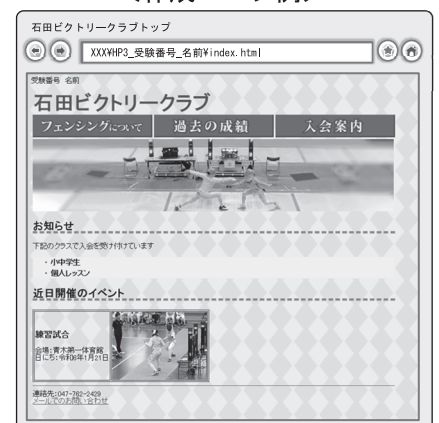 石田ビクトリークラブトップ
XXX¥HP3_受験番号_名前¥index.html
受験番号 名前
石田ビクトリークラブ
フェンシングについて 過去の成績 入会案内
お知らせ
下記のクラスで入会を受け付けています
・小中学生
・個人レッスン
近日開催のイベント
練習試合
会場:青木第一体育館
日にち:令和8年1月21日
連絡先:047-762-2429
メールでのお問い合わせ